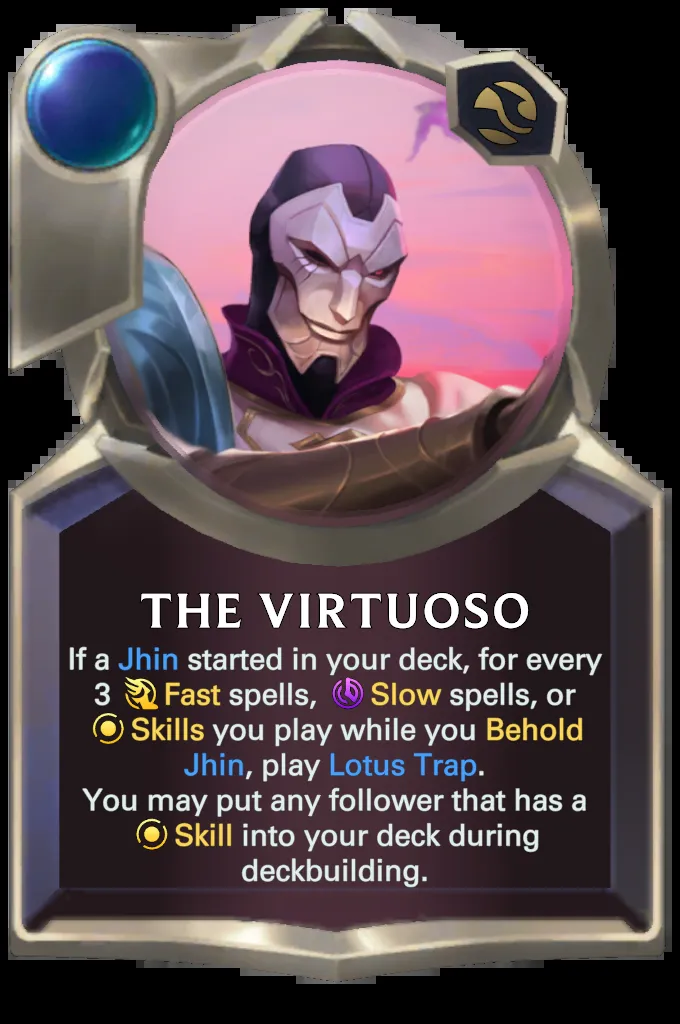 THE VIRTUOSO
If a Jhin started in your deck, for every
3 Fast spells, Slow spells, or
Skills you play while you Behold
Jhin, play Lotus Trap.
You may put any follower that has a
Skill into your deck during
deckbuilding.